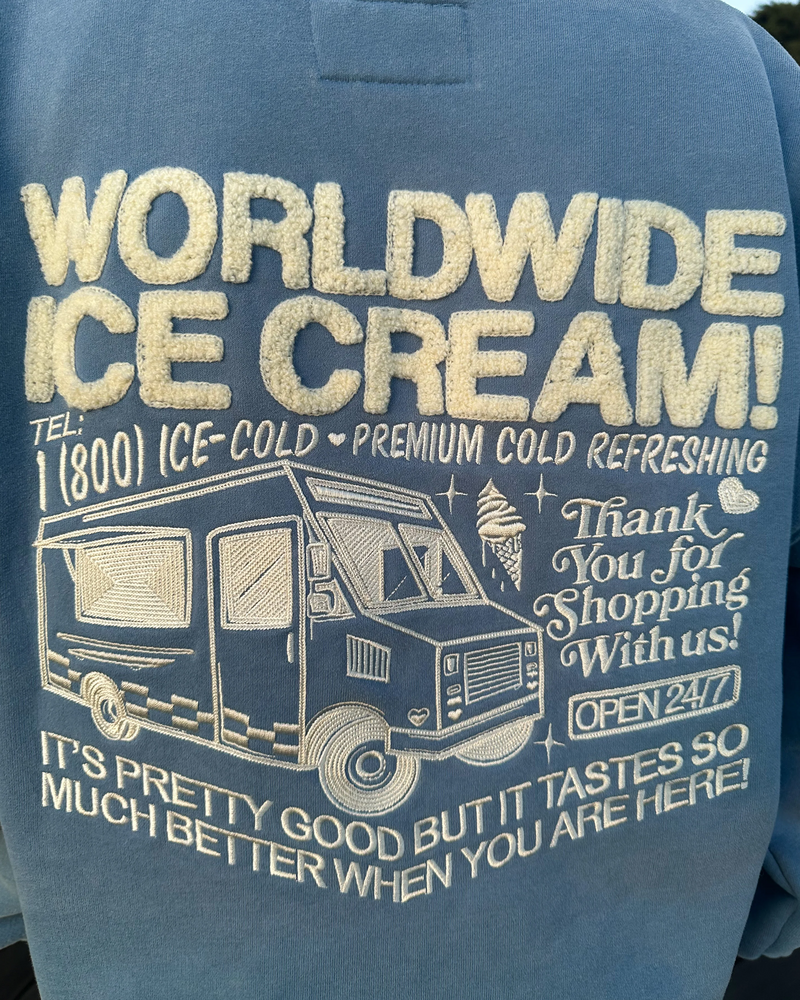 WORLDWIDE
ICE CREAM!
TEL:
1 (800) ICE-COLD ♥ PREMIUM COLD REFRESHING
Thank
You for
Shopping
With us!
OPEN 24/7
IT'S PRETTY GOOD BUT IT TASTES SO
MUCH BETTER WHEN YOU ARE HERE!